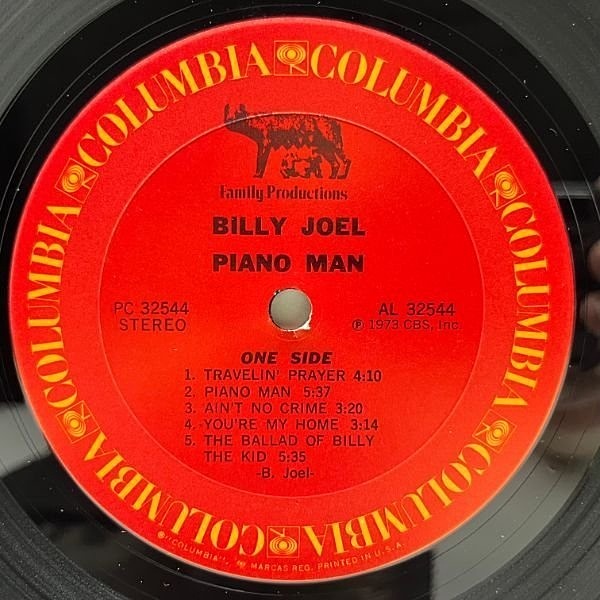 COLUMBIA COLUMBIA COLUMBIA COLUMBIA COLUMBIA COLUMBIA COLUMBIA
Family Productions
BILLY JOEL
PIANO MAN
PC 32544
STEREO
AL 32544
℗ 1973 CBS, Inc.
ONE SIDE
1. TRAVELIN' PRAYER 4:10
2. PIANO MAN 5:37
3. AIN'T NO CRIME 3:20
4. YOU'RE MY HOME 3:14
5. THE BALLAD OF BILLY
THE KID 5:35
-B. Joel-
"COLUMBIA", MARCAS REG. PRINTED IN U.S.A.